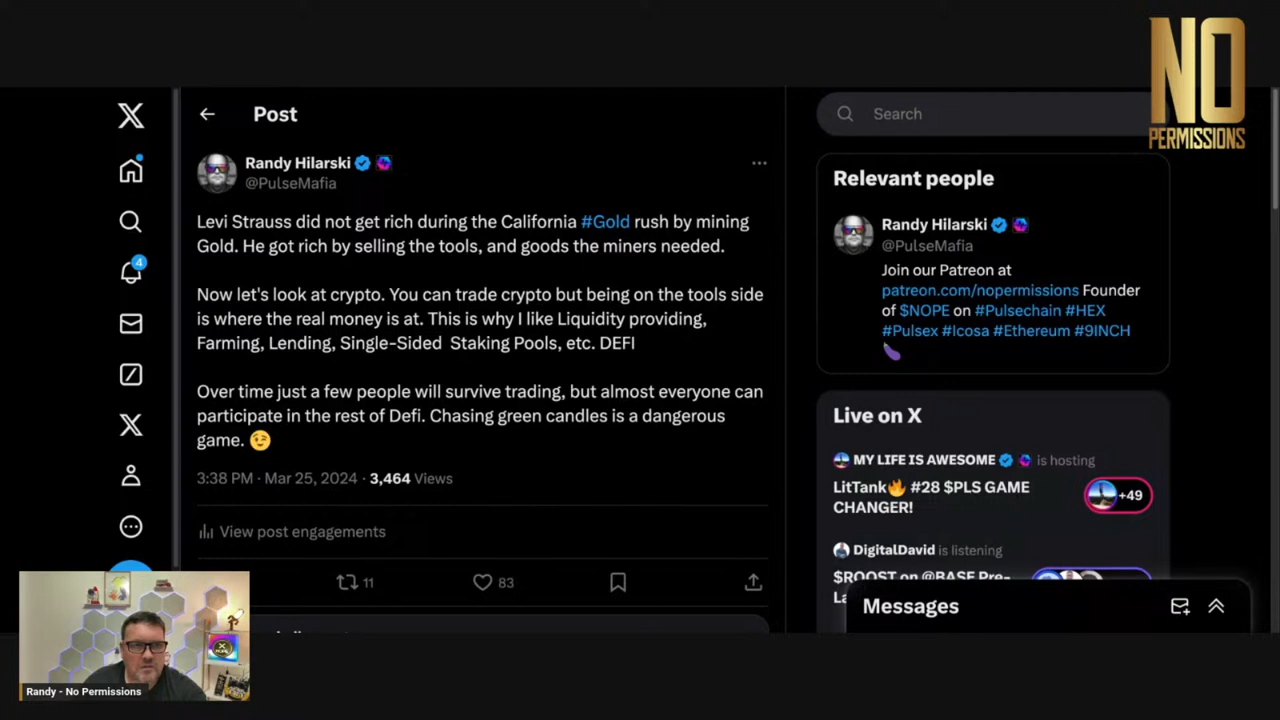 NO
PERMISSIONS
Post
Search
Randy Hilarski
@PulseMafia
Levi Strauss did not get rich during the California #Gold rush by mining
Gold. He got rich by selling the tools, and goods the miners needed.
Now let's look at crypto. You can trade crypto but being on the tools side
is where the real money is at. This is why I like Liquidity providing,
Farming, Lending, Single-Sided Staking Pools, etc. DEFI
Over time just a few people will survive trading, but almost everyone can
participate in the rest of Defi. Chasing green candles is a dangerous
game.
3:38 PM · Mar 25, 2024 · 3,464 Views
View post engagements
11
83
4
Relevant people
Randy Hilarski
@PulseMafia
Join our Patreon at
patreon.com/nopermissions Founder
of $NOPE on #Pulsechain #HEX
#Pulsex #Icosa #Ethereum #9INCH
Live on X
MY LIFE IS AWESOME is hosting
LitTank #28 $PLS GAME
CHANGER!
+49
DigitalDavid is listening
$ROOST on @BASE Pre-
Messages
Randy - No Permissions